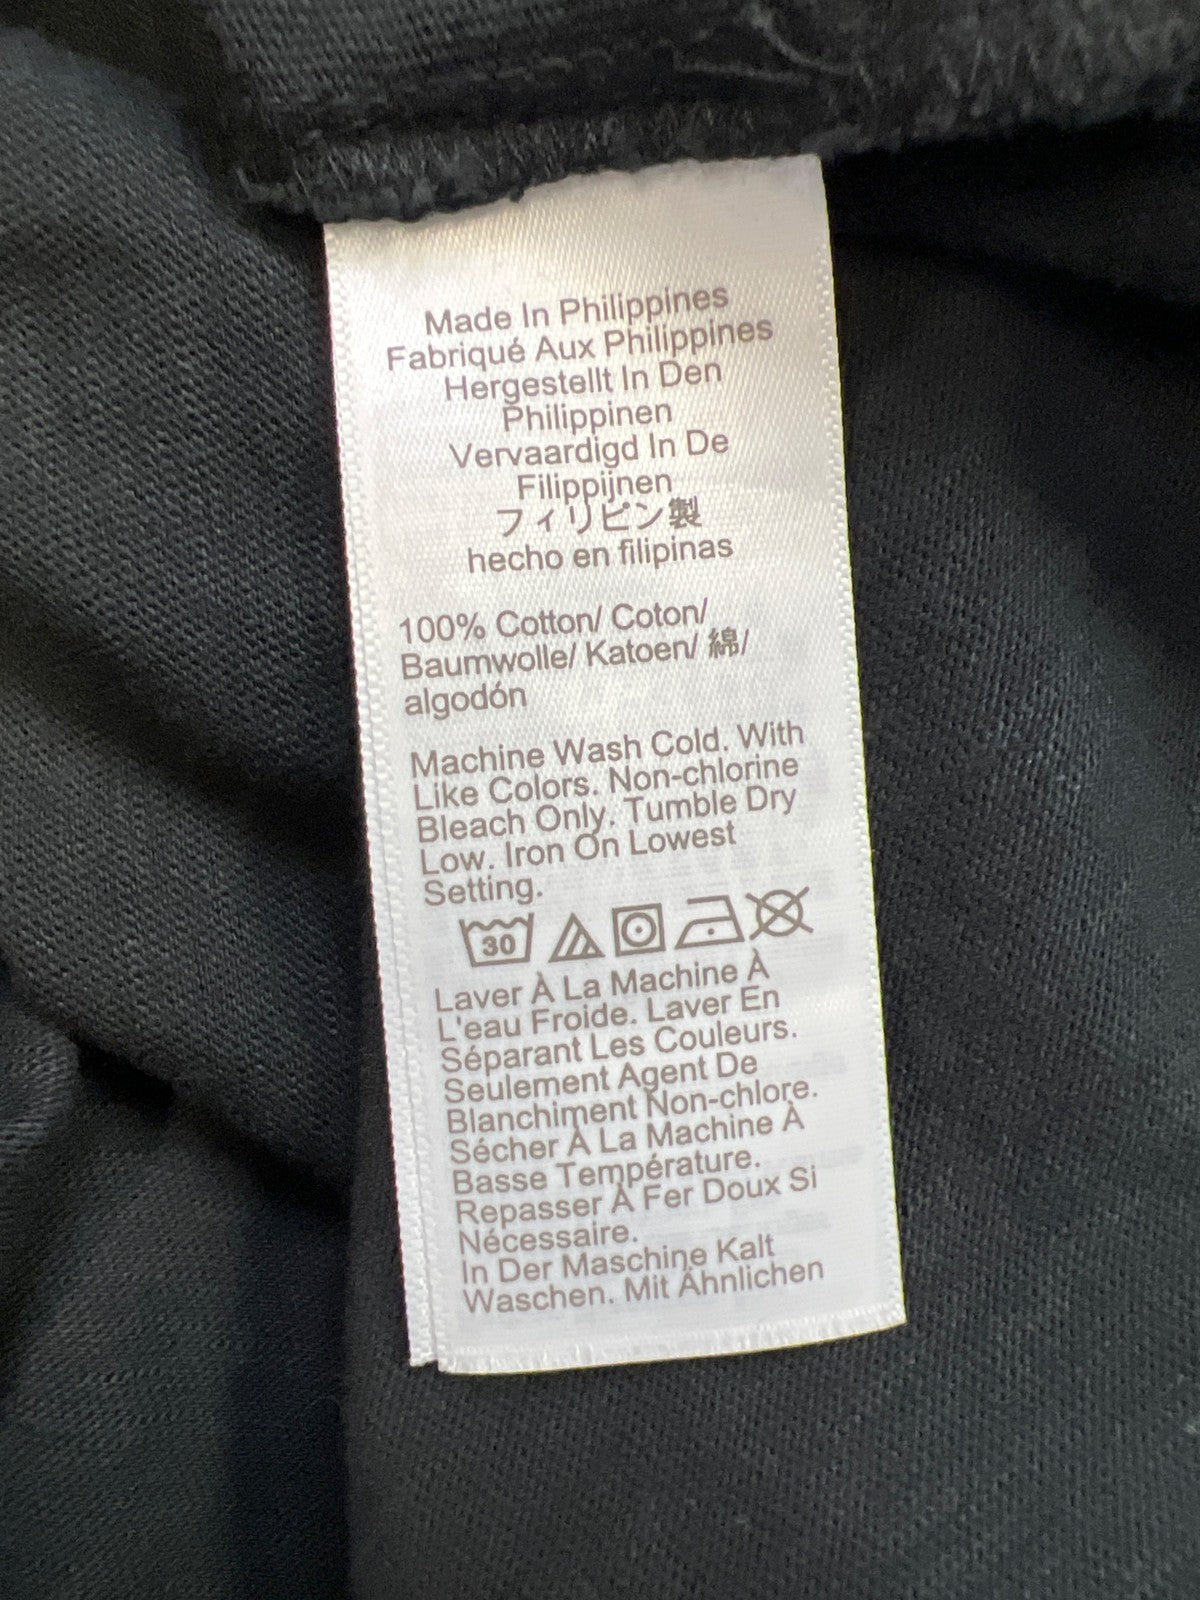 Made In Philippines
Fabriqué Aux Philippines
Hergestellt In Den
Philippinen
Vervaardigd In De
Filippijnen
フィリピン製
hecho en filipinas
100% Cotton/ Coton/
Baumwolle/ Katoen/ 綿/
algodón
Machine Wash Cold. With
Like Colors. Non-chlorine
Bleach Only. Tumble Dry
Low. Iron On Lowest
Setting.
30
Laver À La Machine À
L'eau Froide. Laver En
Séparant Les Couleurs.
Seulement Agent De
Blanchiment Non-chlore.
Sécher À La Machine À
Basse Température.
Repasser À Fer Doux Si
Nécessaire.
In Der Maschine Kalt
Waschen. Mit Ähnlichen